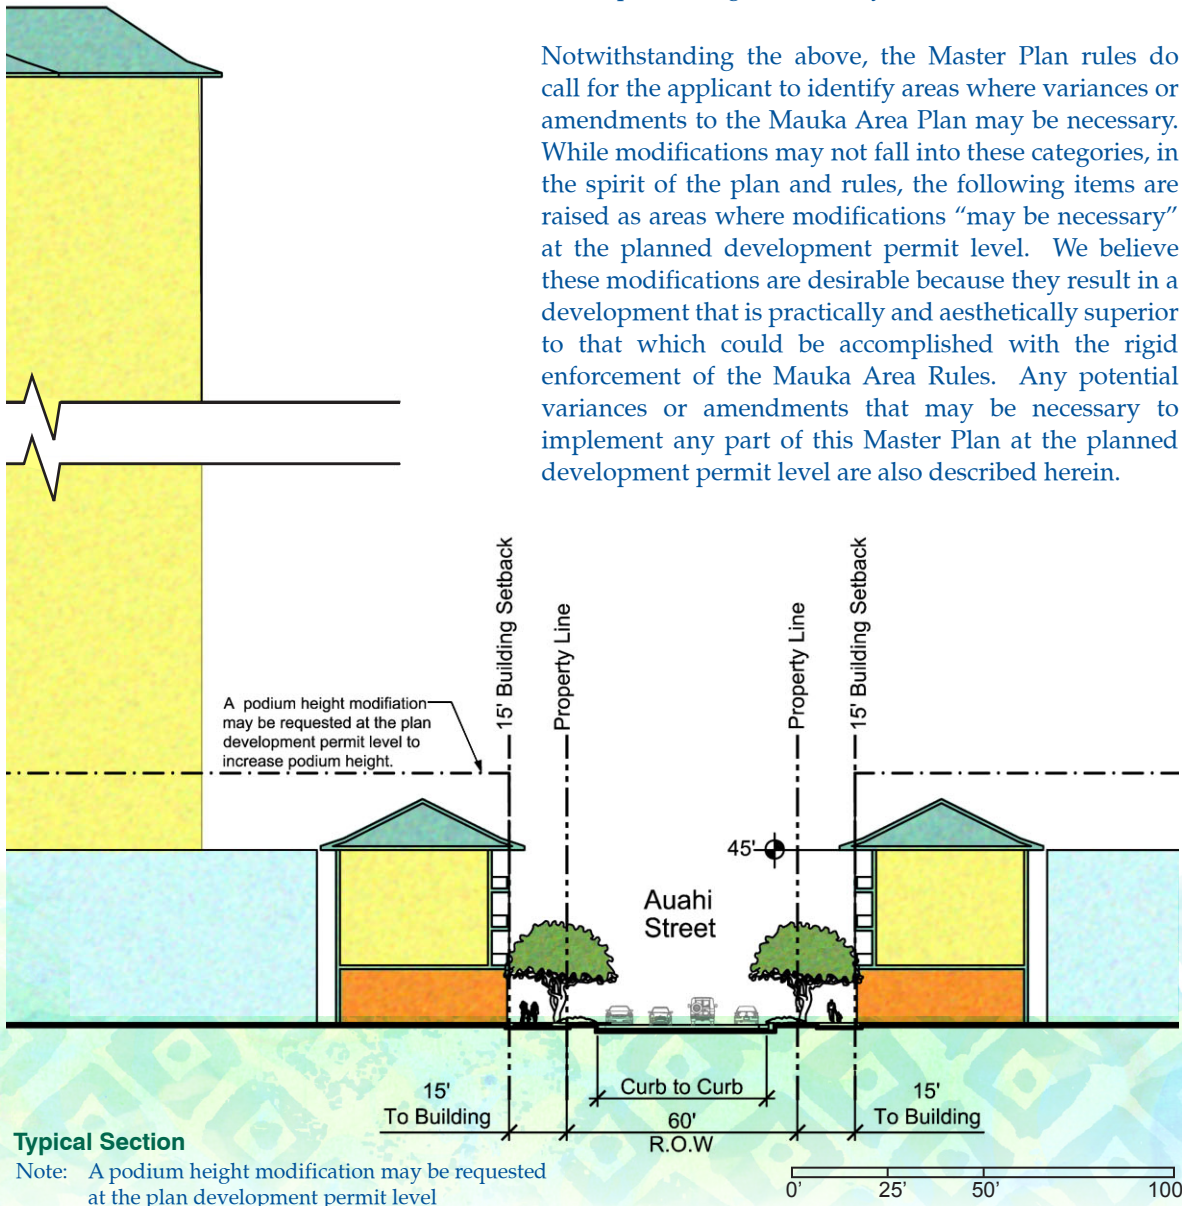 Notwithstanding the above, the Master Plan rules do
call for the applicant to identify areas where variances or
amendments to the Mauka Area Plan may be necessary.
While modifications may not fall into these categories, in
the spirit of the plan and rules, the following items are
raised as areas where modifications “may be necessary”
at the planned development permit level. We believe
these modifications are desirable because they result in a
development that is practically and aesthetically superior
to that which could be accomplished with the rigid
enforcement of the Mauka Area Rules. Any potential
variances or amendments that may be necessary to
implement any part of this Master Plan at the planned
development permit level are also described herein.
15' Building Setback
Property Line
Property Line
15' Building Setback
A podium height modifiation
may be requested at the plan
development permit level to
increase podium height.
45'
Auahi
Street
15'
To Building
Curb to Curb
60'
R.O.W
15'
To Building
Typical Section
Note: A podium height modification may be requested
at the plan development permit level
0' 25' 50' 100